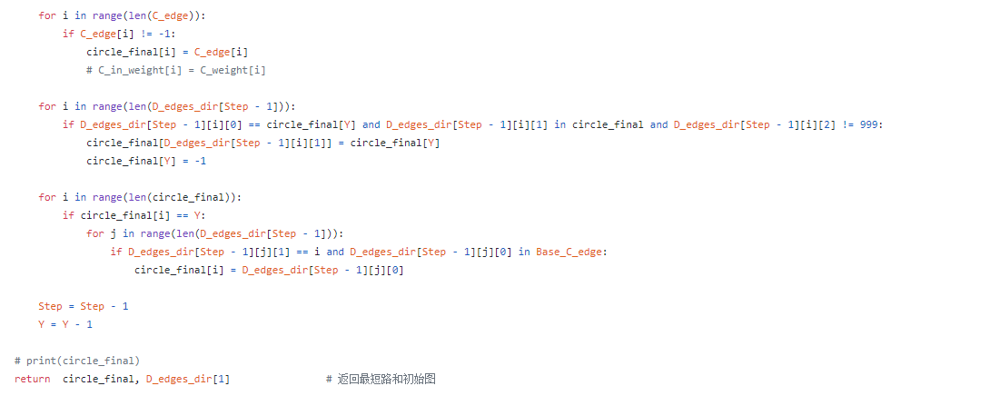 for i in range(len(C_edge)):
if C_edge[i] != -1:
circle_final[i] = C_edge[i]
# C_in_weight[i] = C_weight[i]
for i in range(len(D_edges_dir[Step - 1])):
if D_edges_dir[Step - 1][i][0] == circle_final[Y] and D_edges_dir[Step - 1][i][1] in circle_final and D_edges_dir[Step - 1][i][2] != 999:
circle_final[D_edges_dir[Step - 1][i][1]] = circle_final[Y]
circle_final[Y] = -1
for i in range(len(circle_final)):
if circle_final[i] == Y:
for j in range(len(D_edges_dir[Step - 1])):
if D_edges_dir[Step - 1][j][1] == i and D_edges_dir[Step - 1][j][0] in Base_C_edge:
circle_final[i] = D_edges_dir[Step - 1][j][0]
Step = Step - 1
Y = Y - 1
# print(circle_final)
return  circle_final, D_edges_dir[1] # 返回最短路和初始图